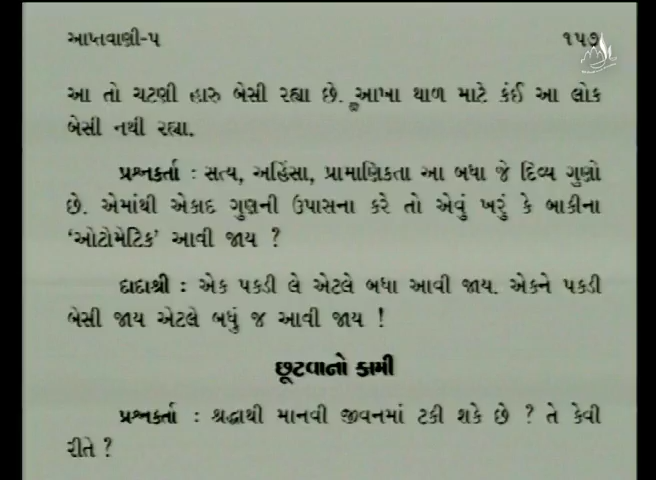 આપ્તવાણી-૫
૧૫૭
આ તો ચટણી હારુ બેસી રહ્યા છે. આખા થાળ માટે કંઈ આ લોક
બેસી નથી રહ્યા.
પ્રશ્નકર્તા : સત્ય, અહિંસા, પ્રામાણિકતા આ બધા જે દિવ્ય ગુણો
છે. એમાંથી એકાદ ગુણની ઉપાસના કરે તો એવું ખરું કે બાકીના
‘ઓટોમેટિક’ આવી જાય ?
દાદાશ્રી : એક પકડી લે એટલે બધા આવી જાય. એકને પકડી
બેસી જાય એટલે બધું જ આવી જાય !
છૂટવાનો કામી
પ્રશ્નકર્તા : શ્રદ્ધાથી માનવી જીવનમાં ટકી શકે છે ? તે કેવી
રીતે ?